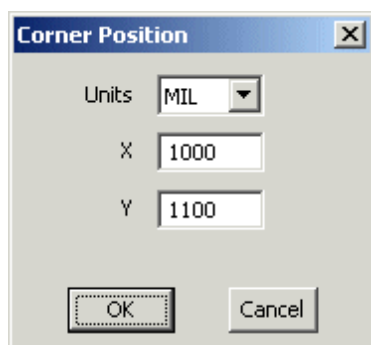 Corner Position
Units MIL
X 1000
Y 1100
OK Cancel